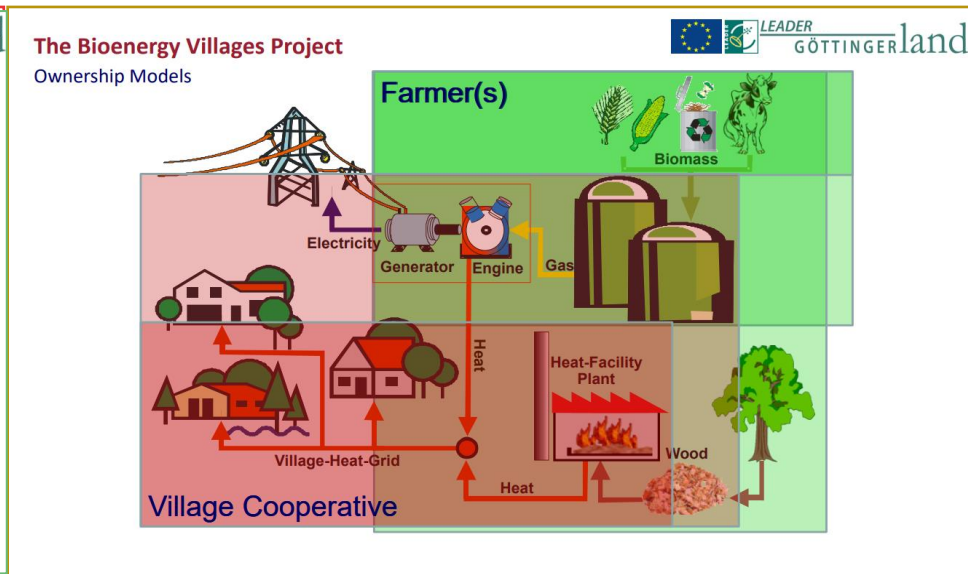 The Bioenergy Villages Project
Ownership Models
LEADER
GÖTTINGERland
Farmer(s)
Biomass
Electricity
Generator
Engine
Gas
Heat
Heat-Facility
Plant
Village-Heat-Grid
Wood
Heat
Village Cooperative